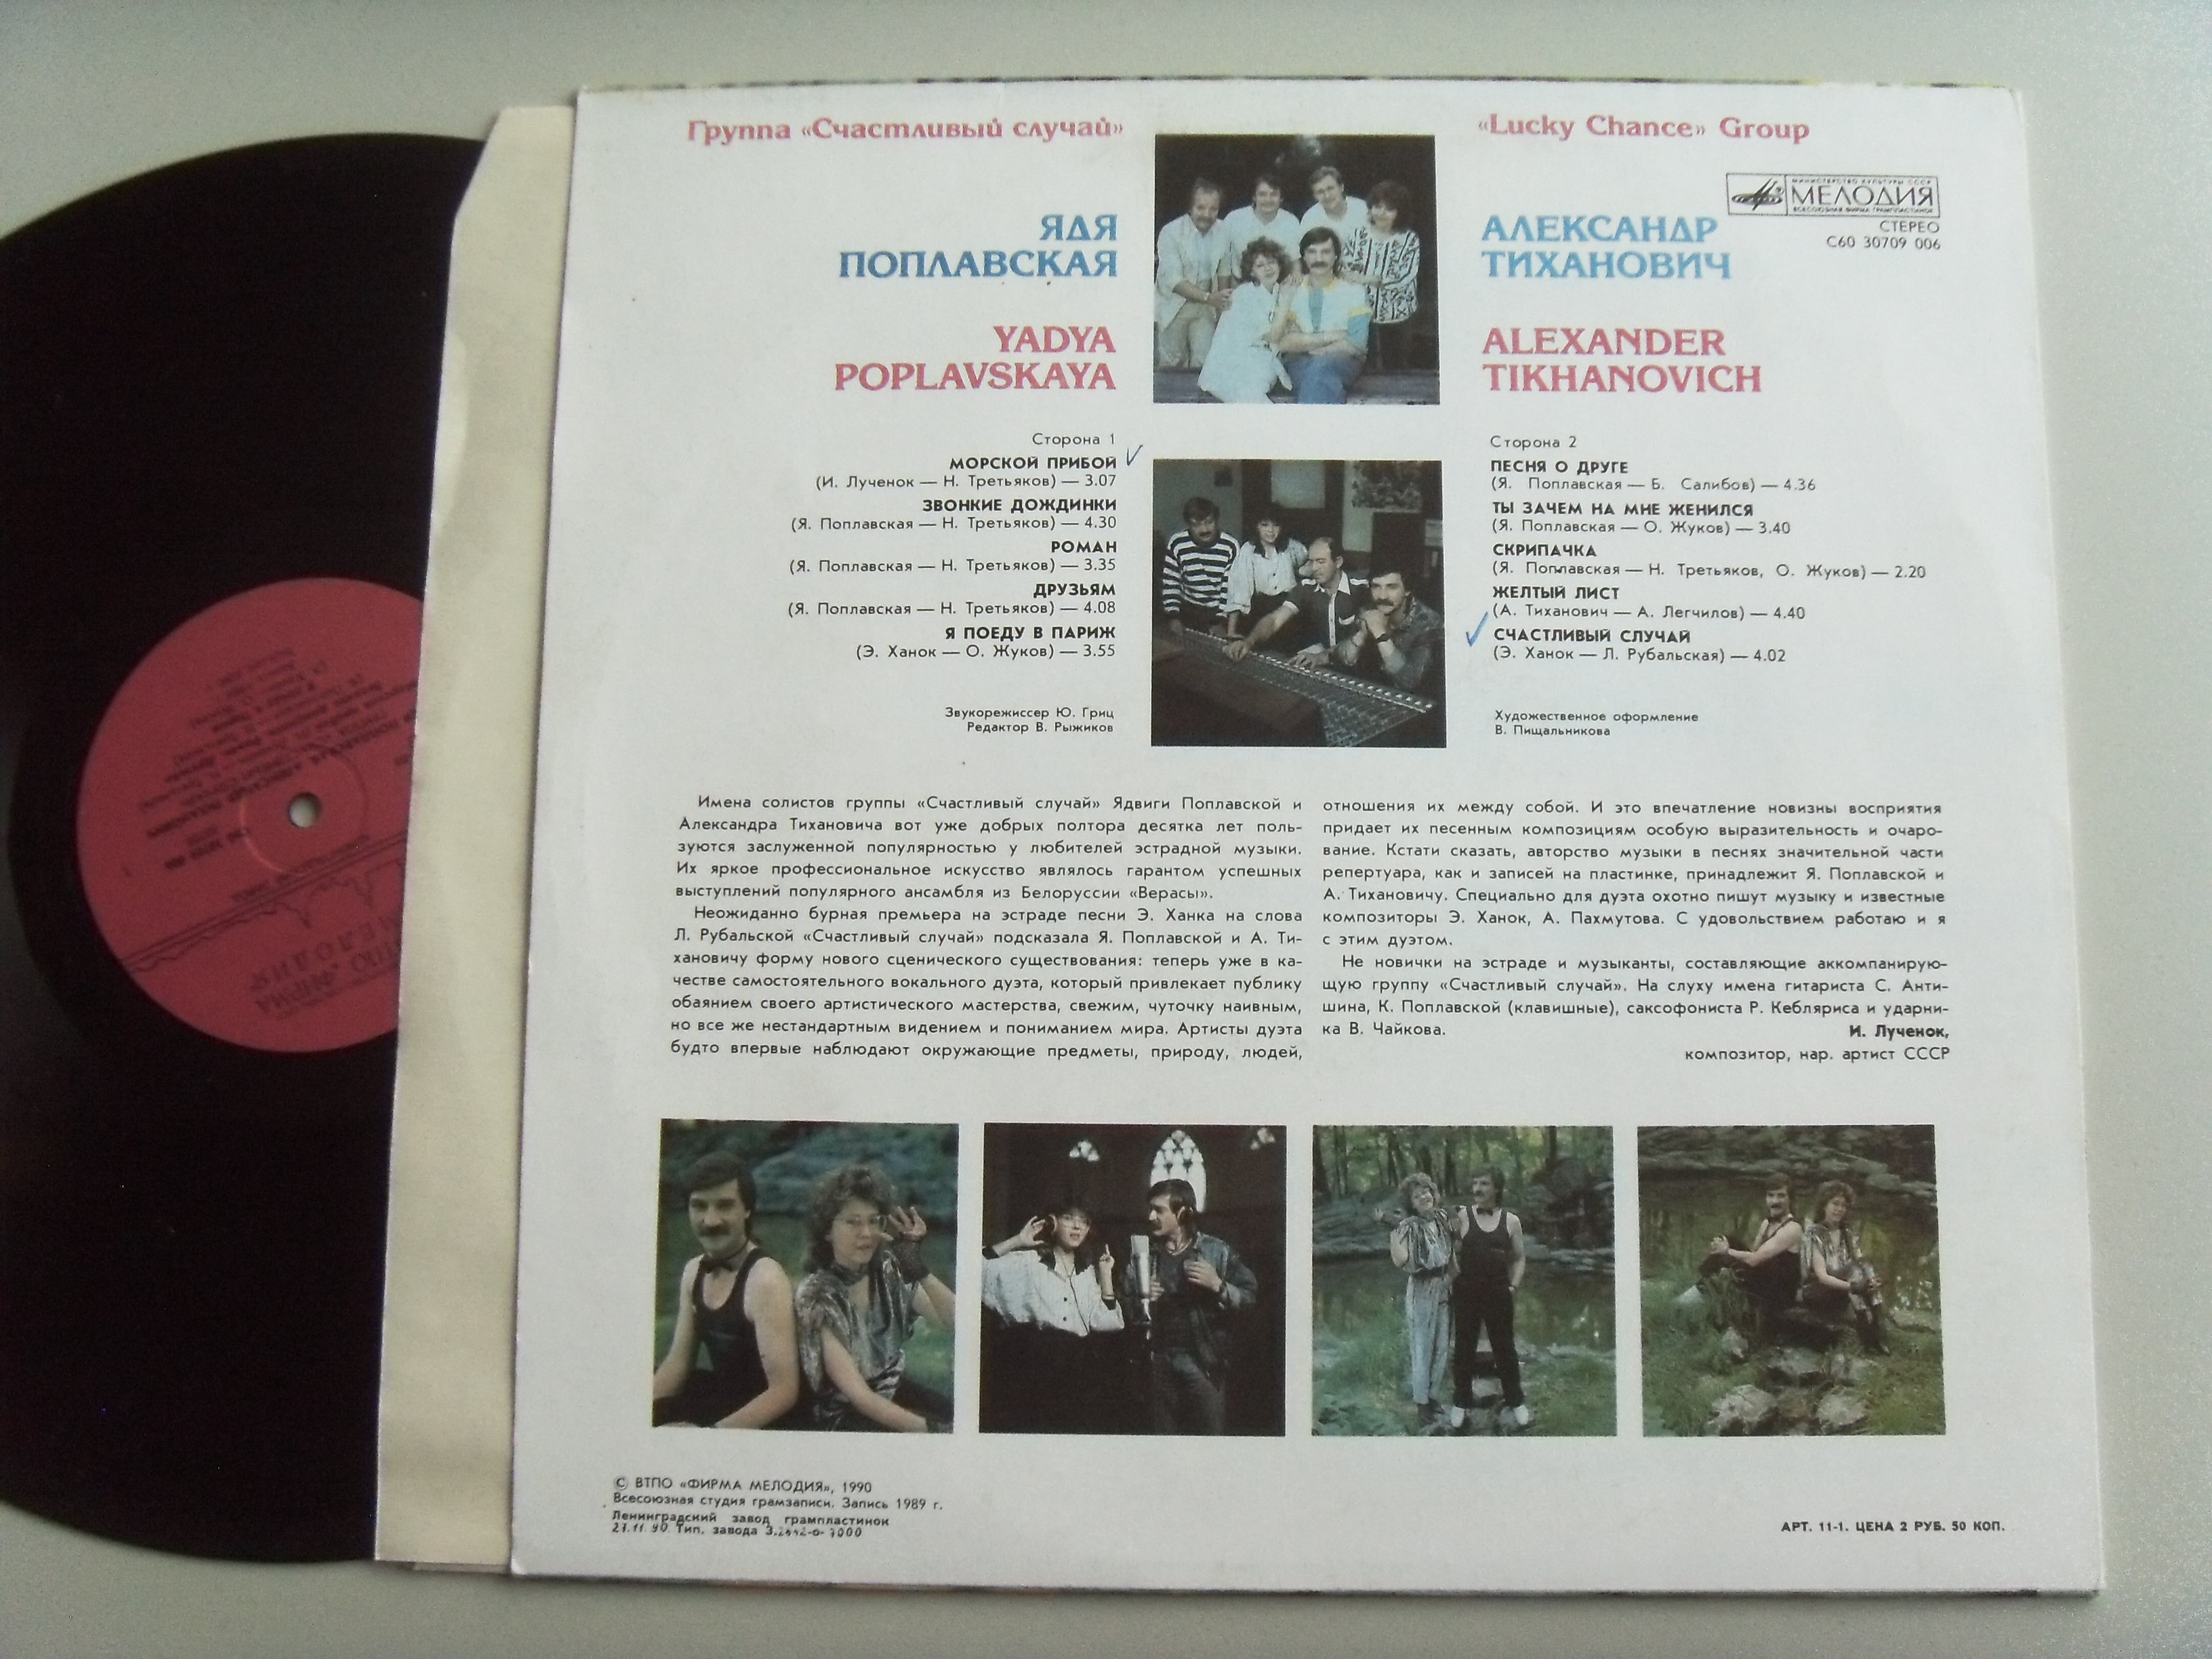 Группа «Счастливый случай»
«Lucky Chance» Group
МИНИСТЕРСТВО КУЛЬТУРЫ СССР
МЕЛОДИЯ
ВСЕСОЮЗНАЯ ФИРМА ГРАМПЛАСТИНОК
СТЕРЕО
С60 30709 006
ЯДЯ
ПОПЛАВСКАЯ
YADYA
POPLAVSKAYA
АЛЕКСАНДР
ТИХАНОВИЧ
ALEXANDER
TIKHANOVICH
Сторона 1
МОРСКОЙ ПРИБОЙ
(И. Лученок — Н. Третьяков) — 3.07
ЗВОНКИЕ ДОЖДИНКИ
(Я. Поплавская — Н. Третьяков) — 4.30
РОМАН
(Я. Поплавская — Н. Третьяков) — 3.35
ДРУЗЬЯМ
(Я. Поплавская — Н. Третьяков) — 4.08
Я ПОЕДУ В ПАРИЖ
(Э. Ханок — О. Жуков) — 3.55
Звукорежиссер Ю. Гриц
Редактор В. Рыжиков
Сторона 2
ПЕСНЯ О ДРУГЕ
(Я. Поплавская — Б. Салибов) — 4.36
ТЫ ЗАЧЕМ НА МНЕ ЖЕНИЛСЯ
(Я. Поплавская — О. Жуков) — 3.40
СКРИПАЧКА
(Я. Поплавская — Н. Третьяков, О. Жуков) — 2.20
ЖЕЛТЫЙ ЛИСТ
(А. Тиханович — А. Легчилов) — 4.40
СЧАСТЛИВЫЙ СЛУЧАЙ
(Э. Ханок — Л. Рубальская) — 4.02
Художественное оформление
В. Пищальникова
Имена солистов группы «Счастливый случай» Ядвиги Поплавской и
Александра Тихановича вот уже добрых полтора десятка лет поль-
зуются заслуженной популярностью у любителей эстрадной музыки.
Их яркое профессиональное искусство являлось гарантом успешных
выступлений популярного ансамбля из Белоруссии «Верасы».
Неожиданно бурная премьера на эстраде песни Э. Ханка на слова
Л. Рубальской «Счастливый случай» подсказала Я. Поплавской и А. Ти-
хановичу форму нового сценического существования: теперь уже в ка-
честве самостоятельного вокального дуэта, который привлекает публику
обаянием своего артистического мастерства, свежим, чуточку наивным,
но все же нестандартным видением и пониманием мира. Артисты дуэта
будто впервые наблюдают окружающие предметы, природу, людей,
отношения их между собой. И это впечатление новизны восприятия
придает их песенным композициям особую выразительность и очаро-
вание. Кстати сказать, авторство музыки в песнях значительной части
репертуара, как и записей на пластинке, принадлежит Я. Поплавской и
А. Тихановичу. Специально для дуэта охотно пишут музыку и известные
композиторы Э. Ханок, А. Пахмутова. С удовольствием работаю и я
с этим дуэтом.
Не новички на эстраде и музыканты, составляющие аккомпанирую-
щую группу «Счастливый случай». На слуху имена гитариста С. Анти-
шина, К. Поплавской (клавишные), саксофониста Р. Кебляриса и ударни-
ка В. Чайкова.
И. Лученок,
композитор, нар. артист СССР
© ВТПО «ФИРМА МЕЛОДИЯ», 1990
Всесоюзная студия грамзаписи. Запись 1989 г.
Ленинградский завод грампластинок
Тип. завода
АРТ. 11-1. ЦЕНА 2 РУБ. 50 КОП.
ВТПО "ФИРМА
МЕЛОДИЯ